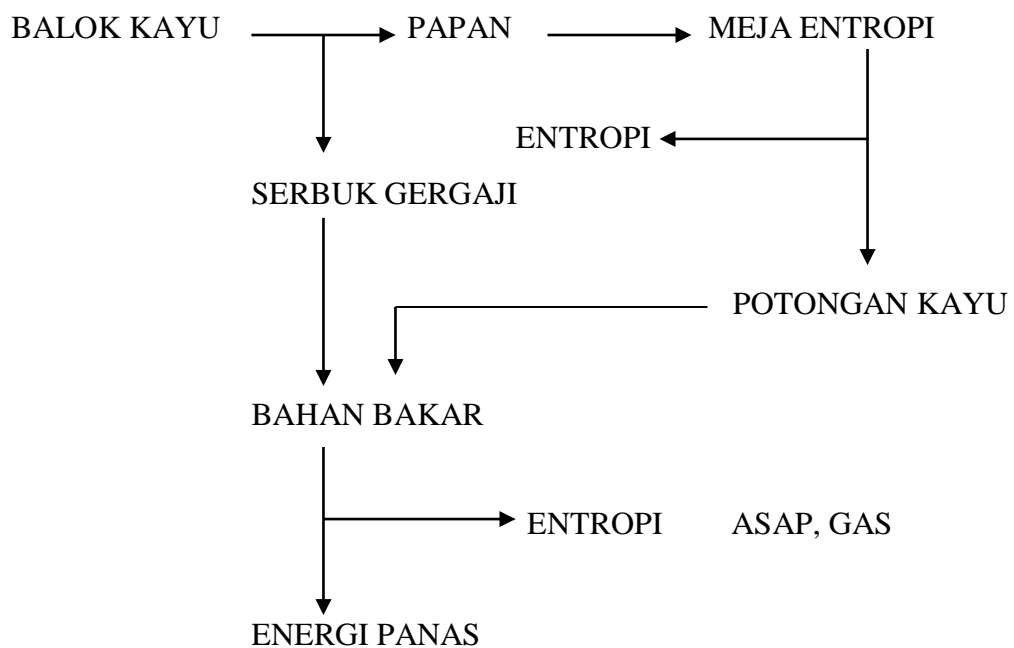 BALOK KAYU PAPAN MEJA ENTROPI
ENTROPI
SERBUK GERGAJI
POTONGAN KAYU
BAHAN BAKAR
ENTROPI ASAP, GAS
ENERGI PANAS